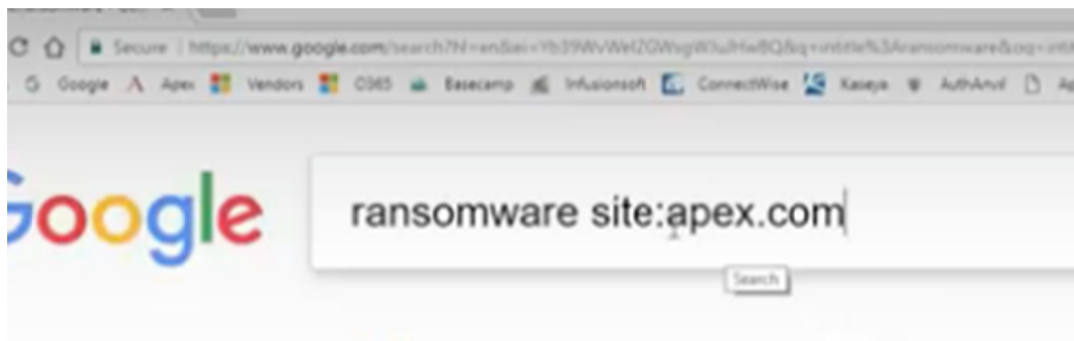 Secure | https://www.google.com/search?
G Google Apex Vendors O365 Basecamp Infusionsoft ConnectWise Kaseya AuthAnvil
Google
ransomware site:apex.com
Search